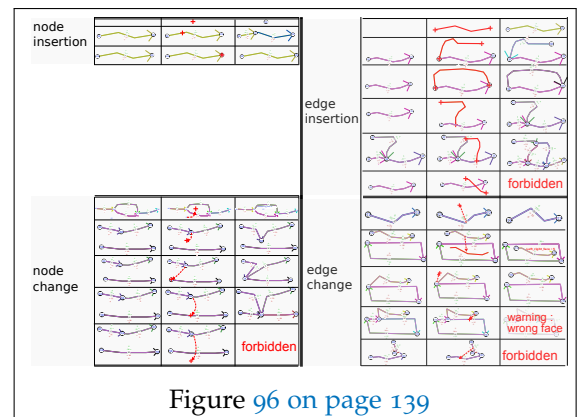 node
insertion
edge
insertion
forbidden
node
change
forbidden
edge
change
warning :
wrong face
forbidden
Figure 96 on page 139